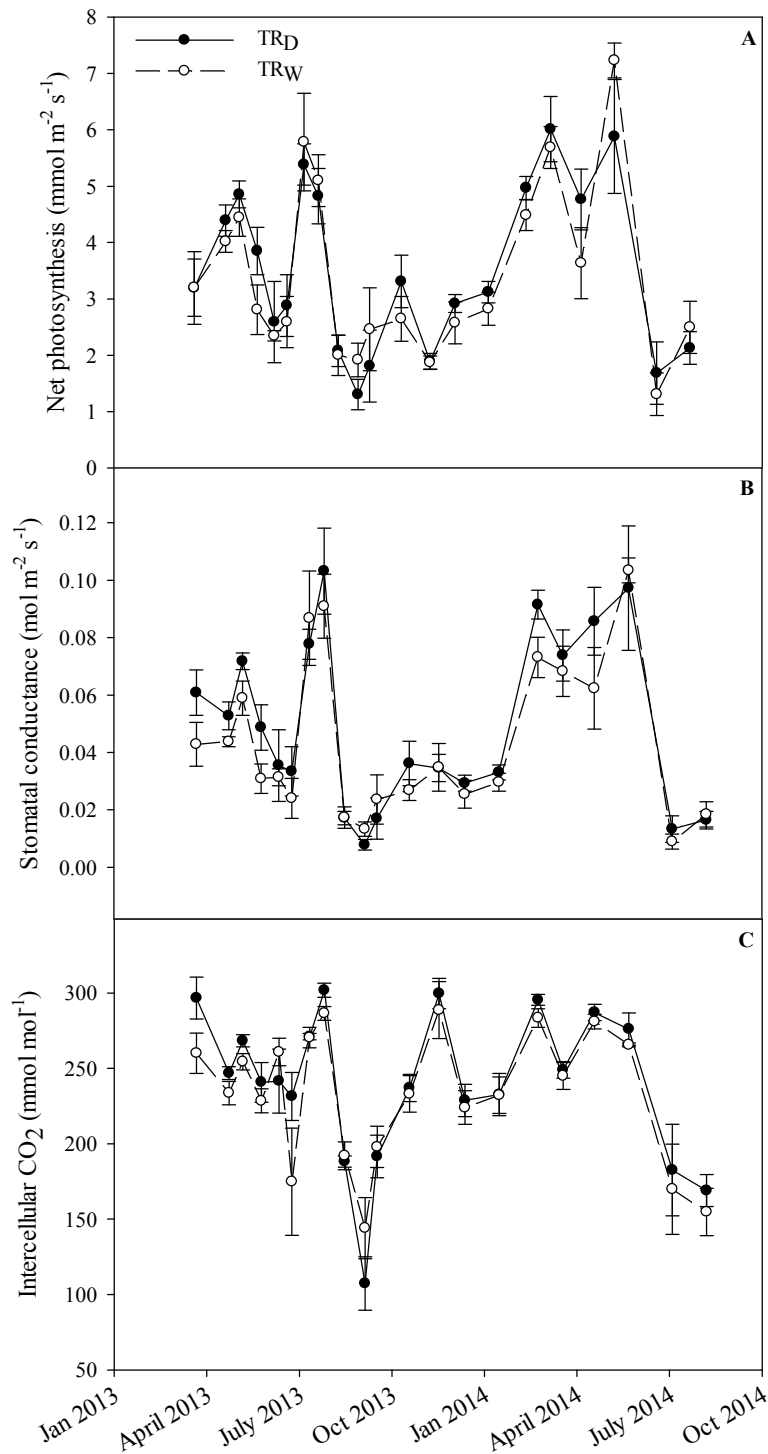 TR_D
TR_W
A
Net photosynthesis (mmol m⁻² s⁻¹)
8
7
6
5
4
3
2
1
0
B
Stomatal conductance (mol m⁻² s⁻¹)
0.12
0.10
0.08
0.06
0.04
0.02
0.00
C
Intercellular CO₂ (mmol mol⁻¹)
300
250
200
150
100
50
Jan 2013
April 2013
July 2013
Oct 2013
Jan 2014
April 2014
July 2014
Oct 2014